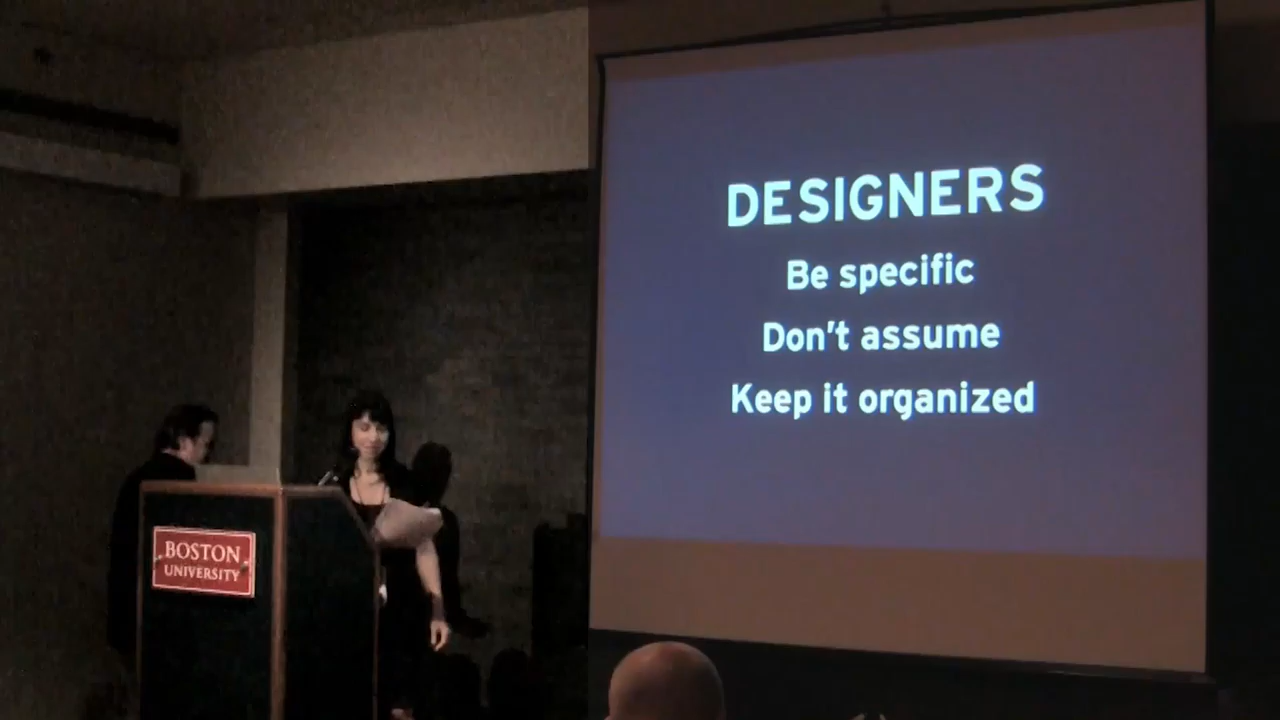 DESIGNERS
Be specific
Don't assume
Keep it organized
BOSTON
UNIVERSITY